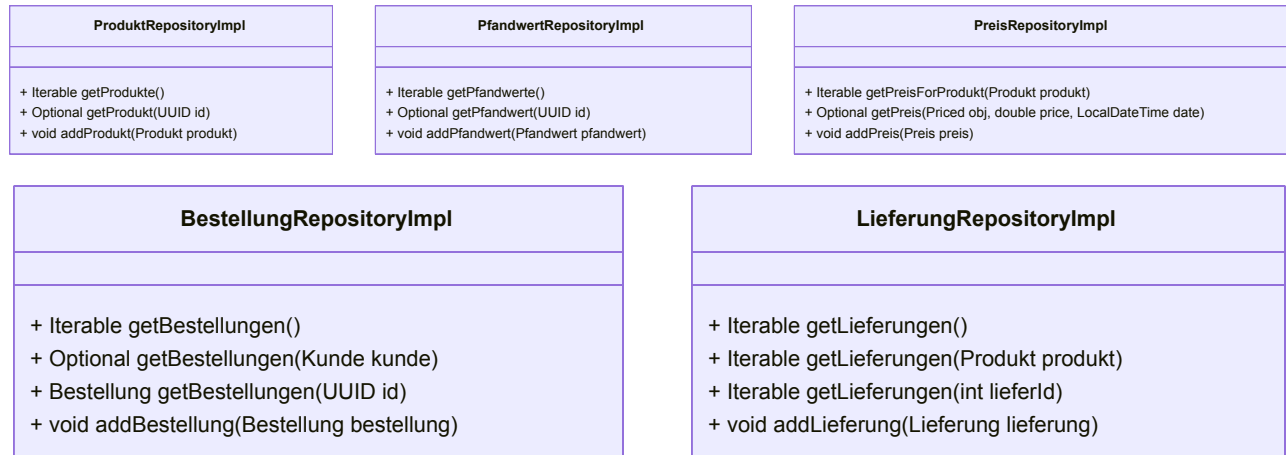 ProduktRepositoryImpl
+ Iterable getProdukte()
+ Optional getProdukt(UUID id)
+ void addProdukt(Produkt produkt)
PfandwertRepositoryImpl
+ Iterable getPfandwerte()
+ Optional getPfandwert(UUID id)
+ void addPfandwert(Pfandwert pfandwert)
PreisRepositoryImpl
+ Iterable getPreisForProdukt(Produkt produkt)
+ Optional getPreis(Priced obj, double price, LocalDateTime date)
+ void addPreis(Preis preis)
BestellungRepositoryImpl
+ Iterable getBestellungen()
+ Optional getBestellungen(Kunde kunde)
+ Bestellung getBestellungen(UUID id)
+ void addBestellung(Bestellung bestellung)
LieferungRepositoryImpl
+ Iterable getLieferungen()
+ Iterable getLieferungen(Produkt produkt)
+ Iterable getLieferungen(int lieferId)
+ void addLieferung(Lieferung lieferung)